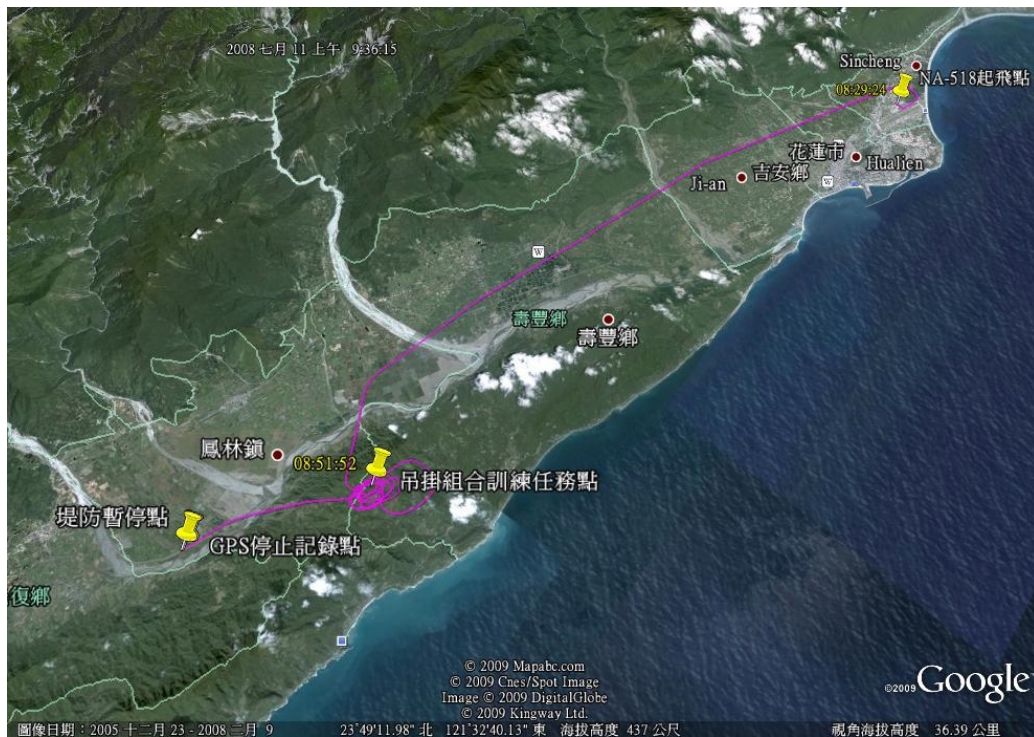 2008 七月 11 上午 9:36:15
Sincheng
NA-518起飛點
08:29:24
花蓮市
Hualien
Ji-an
吉安鄉
W
W
壽豐鄉
壽豐鄉
鳳林鎮
08:51:52
吊掛組合訓練任務點
堤防暫停點
GPS停止記錄點
復鄉
© 2009 Mapabc.com
© 2009 Cnes/Spot Image
Image © 2009 DigitalGlobe
© 2009 Kingway Ltd.
©2009 Google
圖像日期：2005 十二月 23 - 2008 二月 9
23°49'11.98" 北 121°32'40.13" 東 海拔高度 437 公尺
視角海拔高度 36.39 公里